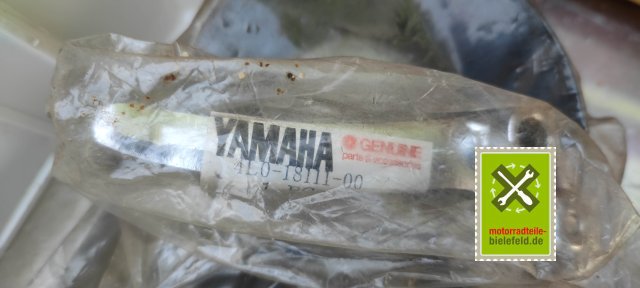 YAMAHA
GENUINE
parts & accessories
4L0-18111-00
motorradteile-
bielefeld.de